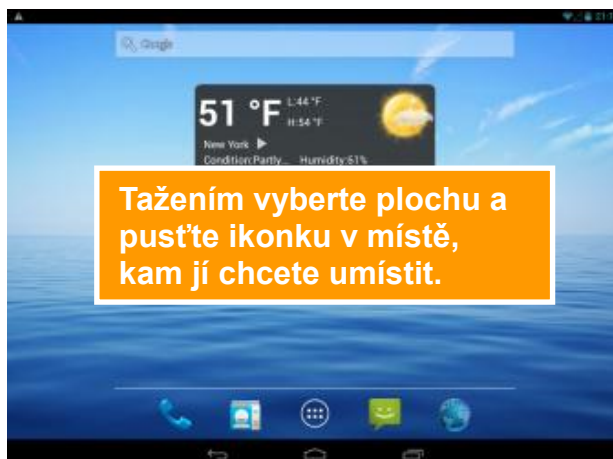 Google
51 °F
L:44 °F
H:54 °F
New York
Condition:Partly... Humidity:61%
Tažením vyberte plochu a
pusťte ikonku v místě,
kam jí chcete umístit.